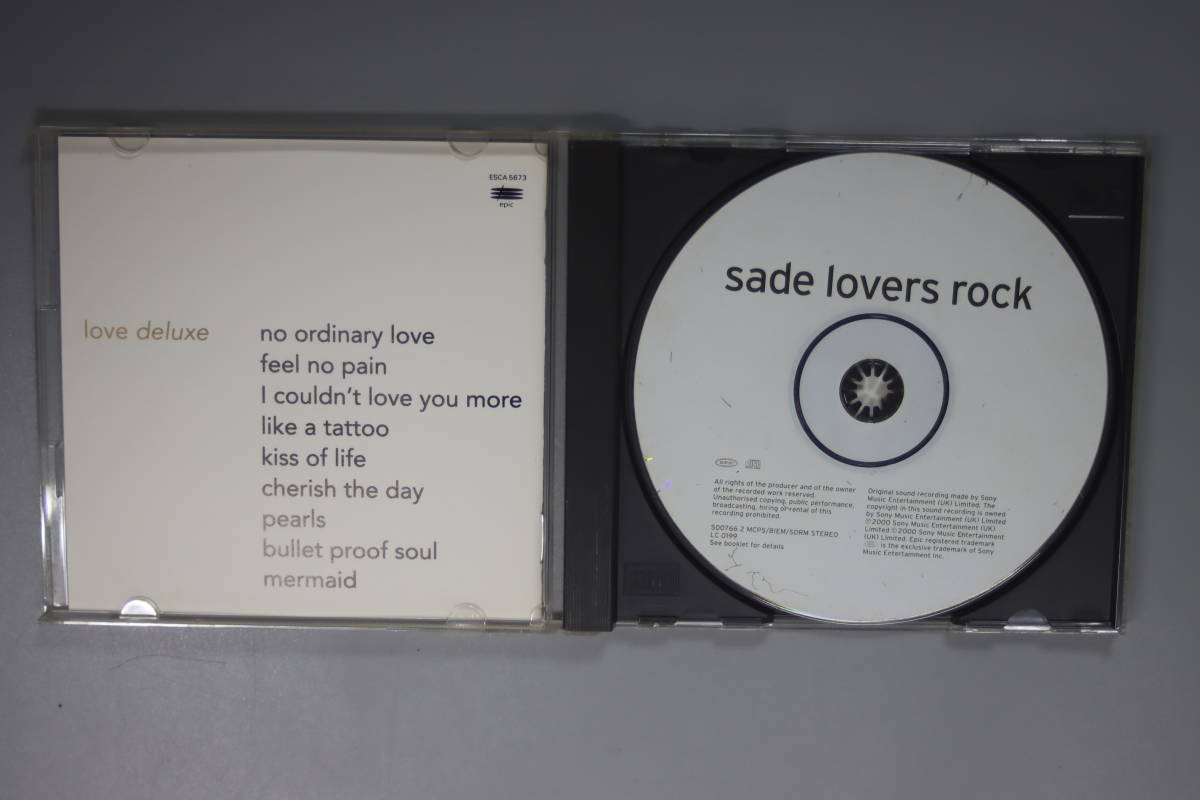 ESCA 5673
epic
love deluxe
no ordinary love
feel no pain
I couldn't love you more
like a tattoo
kiss of life
cherish the day
pearls
bullet proof soul
mermaid
sade lovers rock
All rights of the producer and of the owner
of the recorded work reserved.
Unauthorised copying, public performance,
broadcasting, hiring or rental of this
recording prohibited.
500766 2 MCPS/BIEM/SDRM STEREO
LC 0199
See booklet for details
Original sound recording made by Sony
Music Entertainment (UK) Limited. The
copyright in this sound recording is owned
by Sony Music Entertainment (UK) Limited
℗2000 Sony Music Entertainment (UK)
Limited ©2000 Sony Music Entertainment
(UK) Limited. Epic registered trademark
is the exclusive trademark of Sony
Music Entertainment Inc.